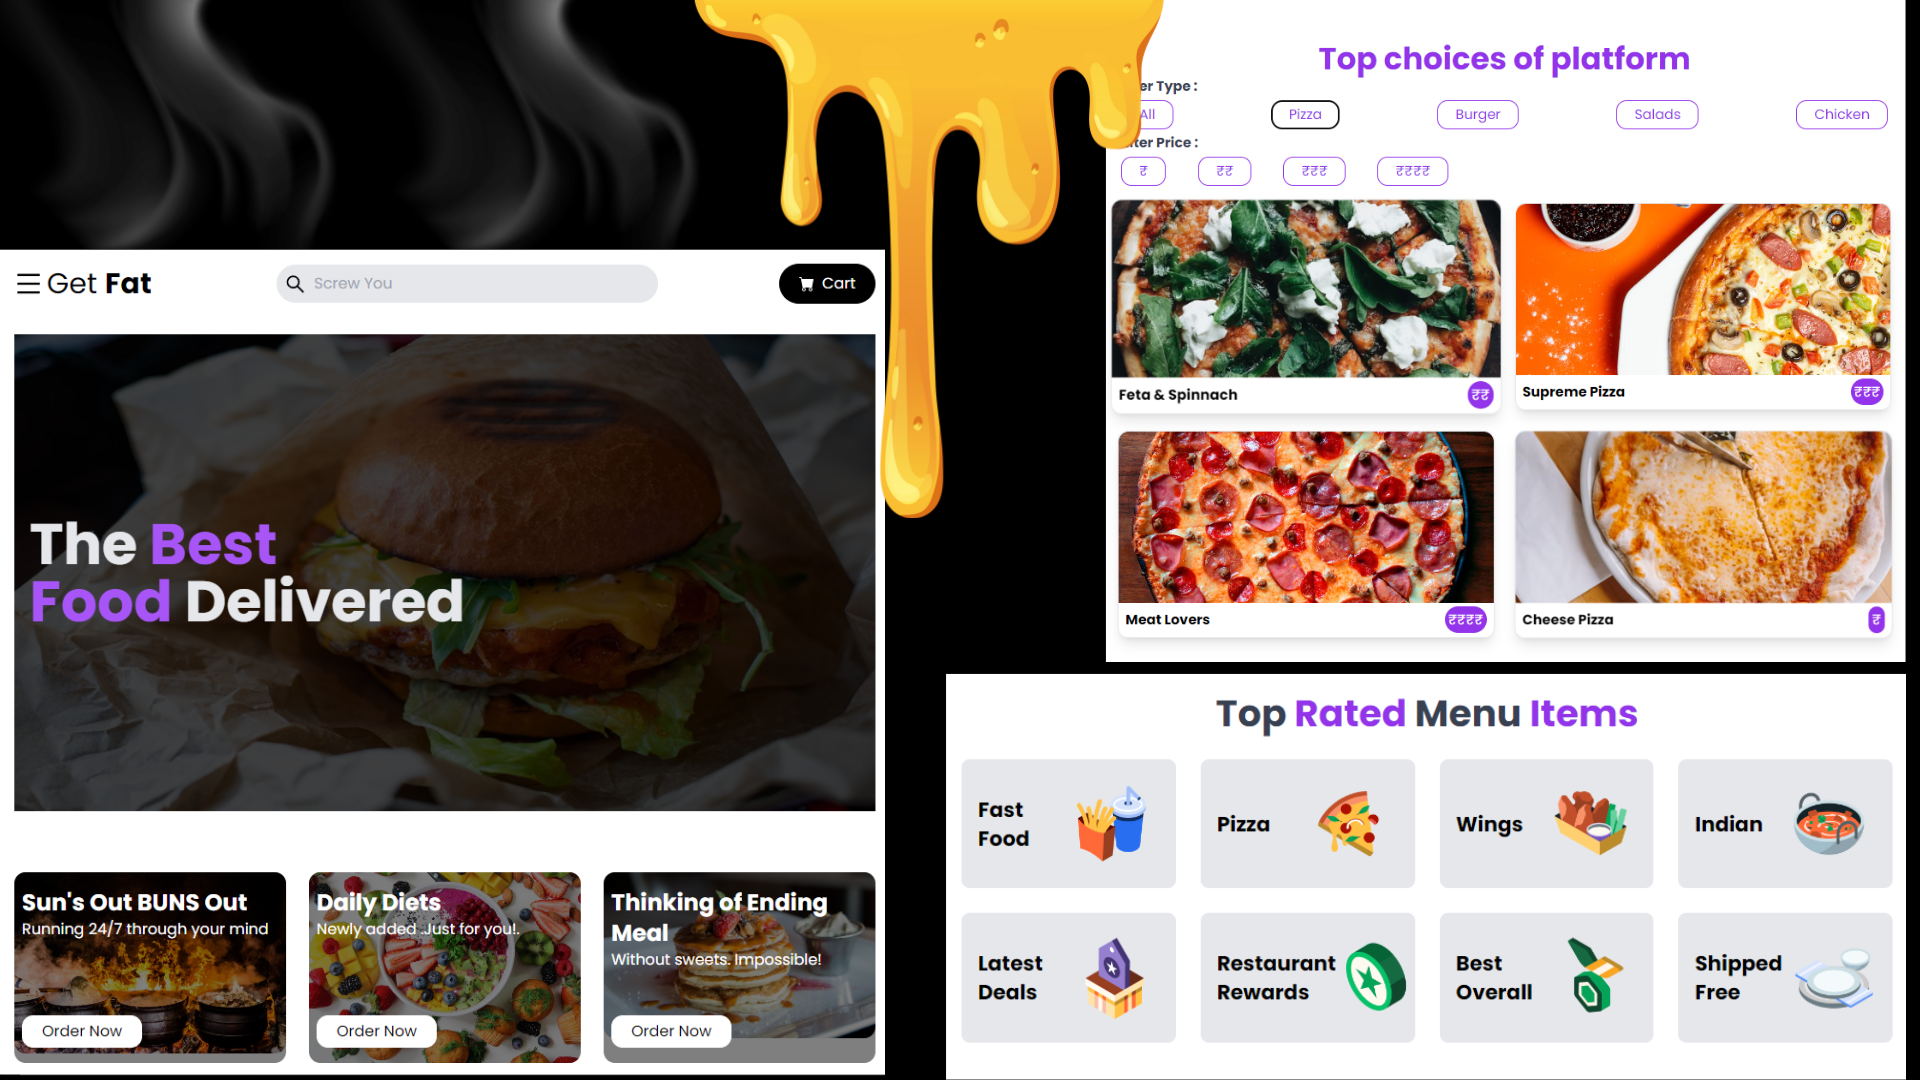 Get Fat
Screw You
Cart
The Best
Food Delivered
Sun's Out BUNS Out
Running 24/7 through your mind
Order Now
Daily Diets
Newly added .Just for you!.
Order Now
Thinking of Ending
Meal
Without sweets. Impossible!
Order Now
Top choices of platform
er Type :
All
Pizza
Burger
Salads
Chicken
ter Price :
₹
₹₹
₹₹₹
₹₹₹₹
Feta & Spinnach
₹₹
Supreme Pizza
₹₹₹
Meat Lovers
₹₹₹₹
Cheese Pizza
₹
Top Rated Menu Items
Fast
Food
Pizza
Wings
Indian
Latest
Deals
Restaurant
Rewards
Best
Overall
Shipped
Free